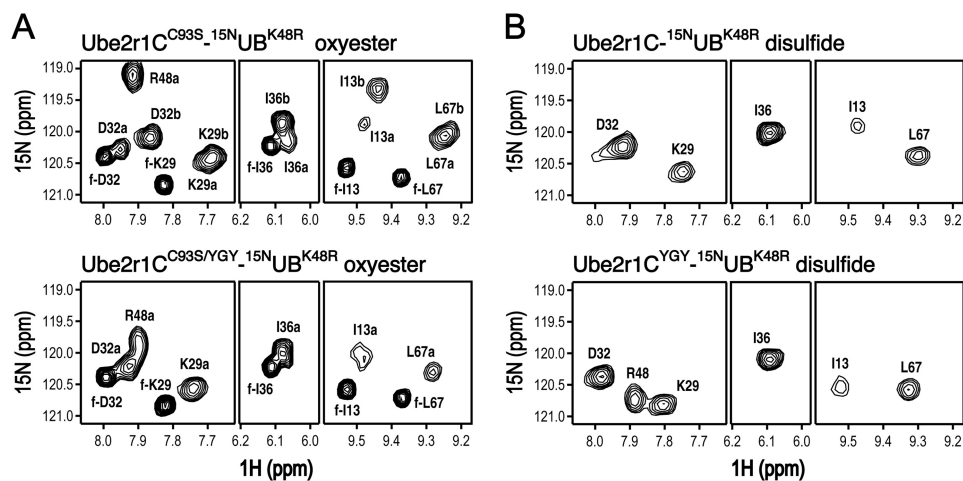 A
Ube2r1C^C93S-15N UB^K48R oxyester
119.0
119.5
120.0
120.5
121.0
15N (ppm)
R48a
D32b
D32a
K29b
f-K29
f-D32
K29a
I36b
f-I36
I36a
I13b
I13a
L67b
L67a
f-I13
f-L67
8.0 7.9 7.8 7.7 6.2 6.1 6.0 9.5 9.4 9.3 9.2
Ube2r1C^C93S/YGY-15N UB^K48R oxyester
119.0
119.5
120.0
120.5
121.0
15N (ppm)
R48a
D32a
K29a
f-K29
f-D32
I36a
f-I36
I13a
L67a
f-I13
f-L67
8.0 7.9 7.8 7.7 6.2 6.1 6.0 9.5 9.4 9.3 9.2
1H (ppm)
B
Ube2r1C-15N UB^K48R disulfide
119.0
119.5
120.0
120.5
121.0
15N (ppm)
D32
K29
I36
I13
L67
8.0 7.9 7.8 7.7 6.2 6.1 6.0 9.5 9.4 9.3 9.2
Ube2r1C^YGY-15N UB^K48R disulfide
119.0
119.5
120.0
120.5
121.0
15N (ppm)
D32
R48
K29
I36
I13
L67
8.0 7.9 7.8 7.7 6.2 6.1 6.0 9.5 9.4 9.3 9.2
1H (ppm)